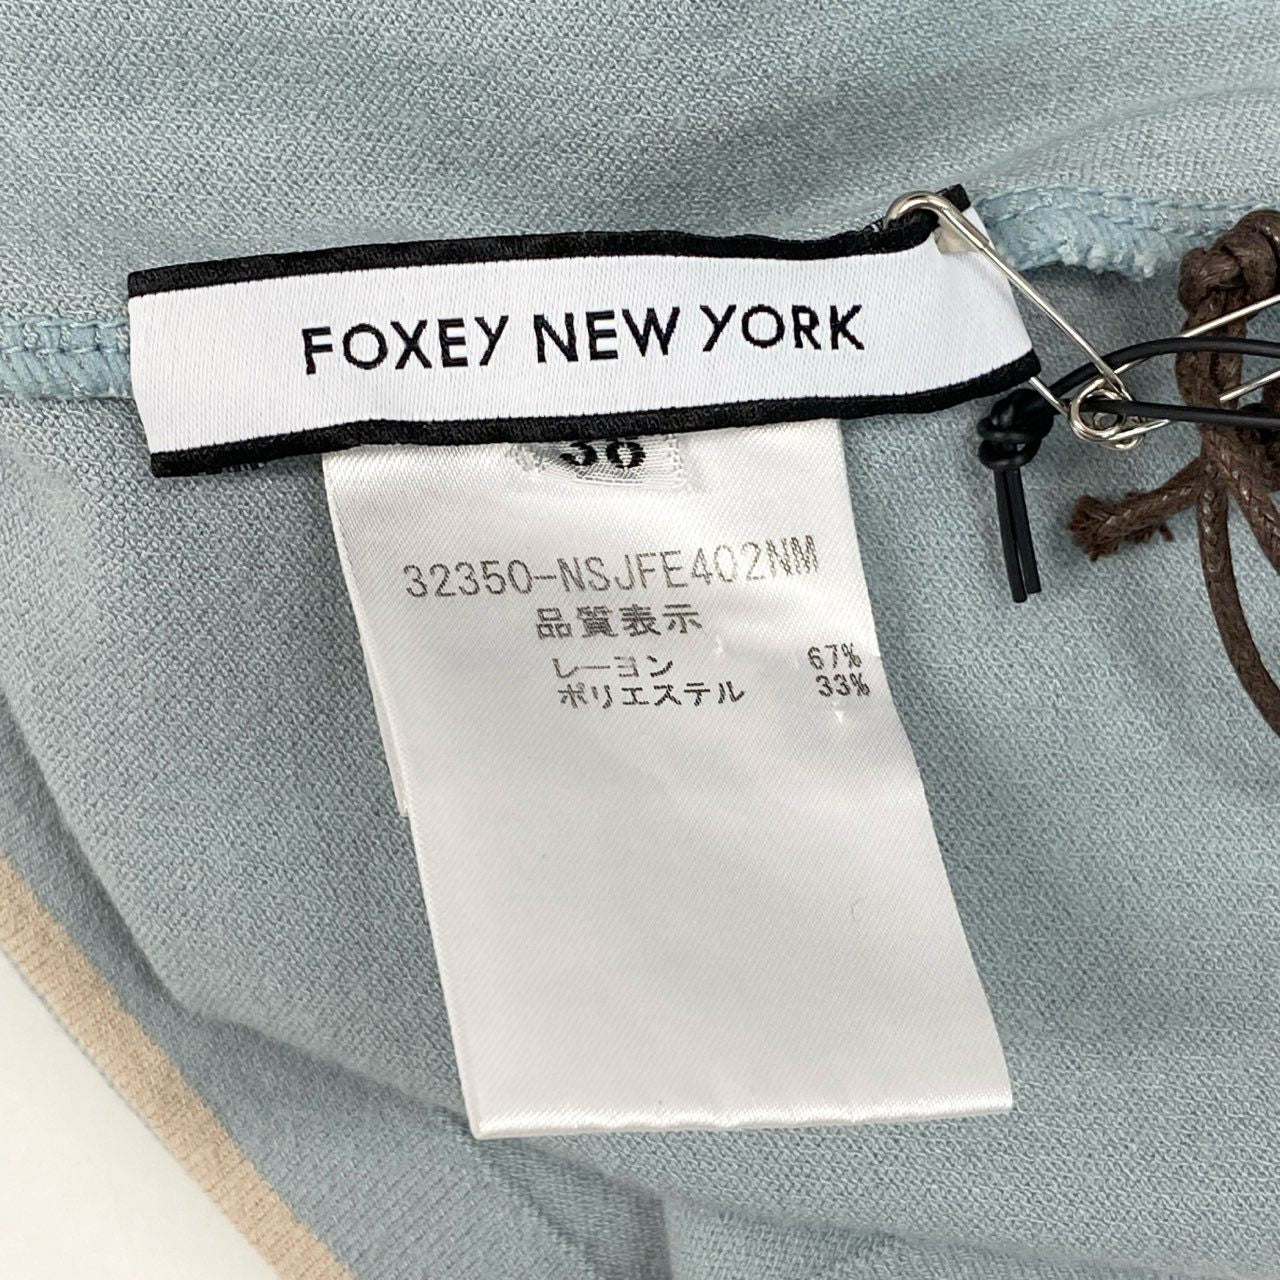 FOXEY NEW YORK
32350-NSJFE402NM
品質表示
レーヨン 67%
ポリエステル 33%